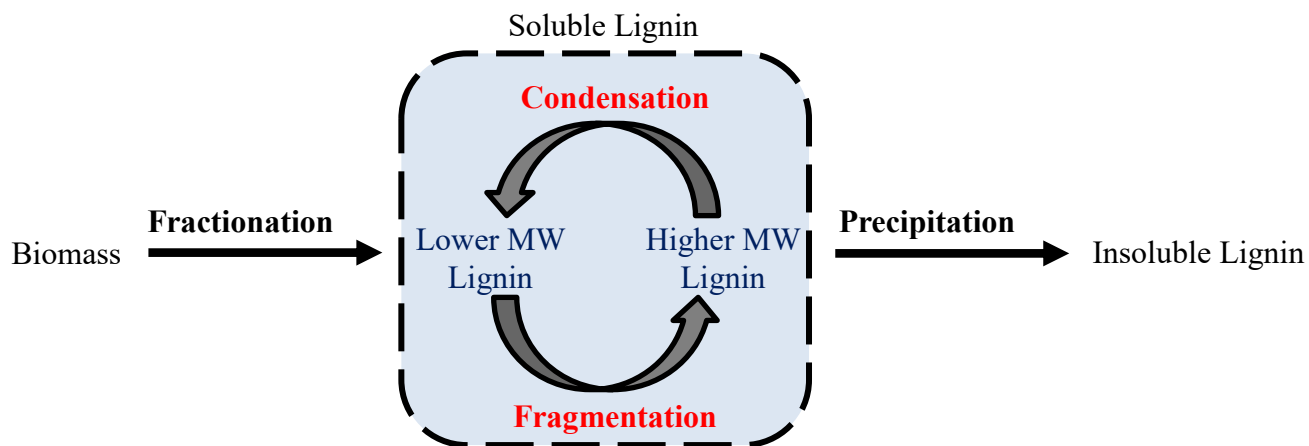 Soluble Lignin
Condensation
Fractionation
Biomass
Lower MW
Lignin
Higher MW
Lignin
Precipitation
Insoluble Lignin
Fragmentation